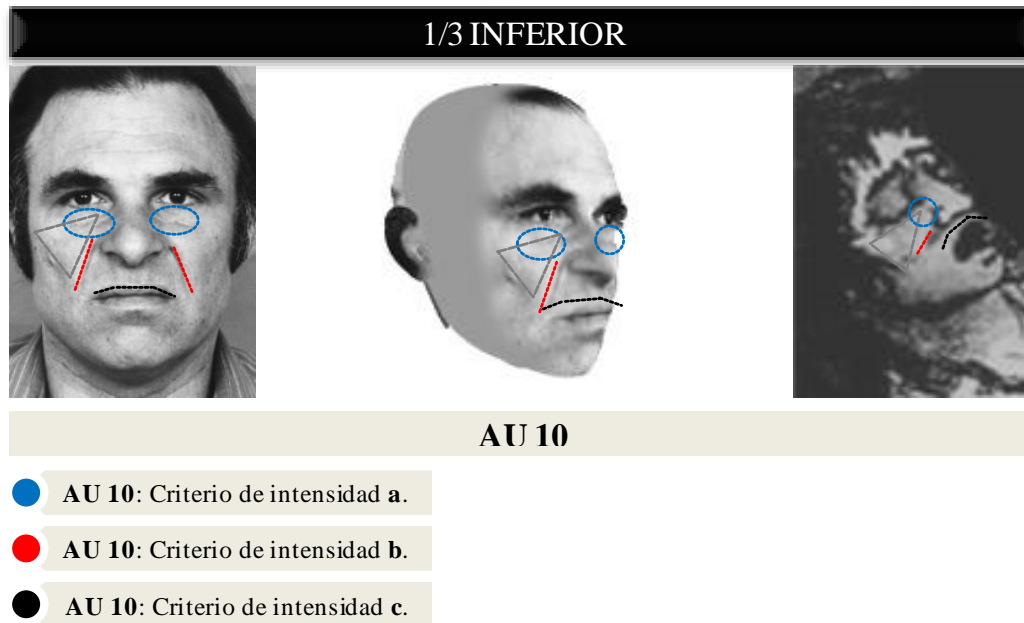 1/3 INFERIOR
AU 10
AU 10: Criterio de intensidad a.
AU 10: Criterio de intensidad b.
AU 10: Criterio de intensidad c.